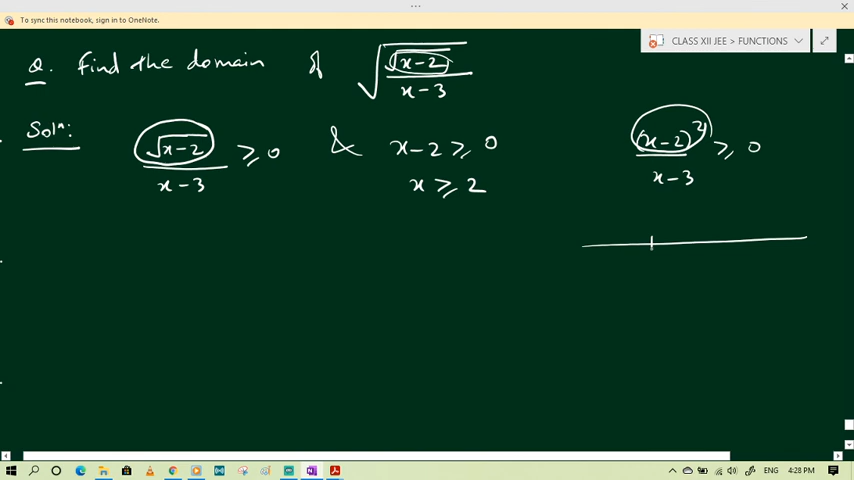 To sync this notebook, sign in to OneNote.
CLASS XII JEE > FUNCTIONS
Q. Find the domain of √(√(x-2)/(x-3))
Soln: √(x-2)/(x-3) ≥ 0 & x-2 ≥ 0 (x-2)²/(x-3) ≥ 0
x ≥ 2
ENG 4:28 PM